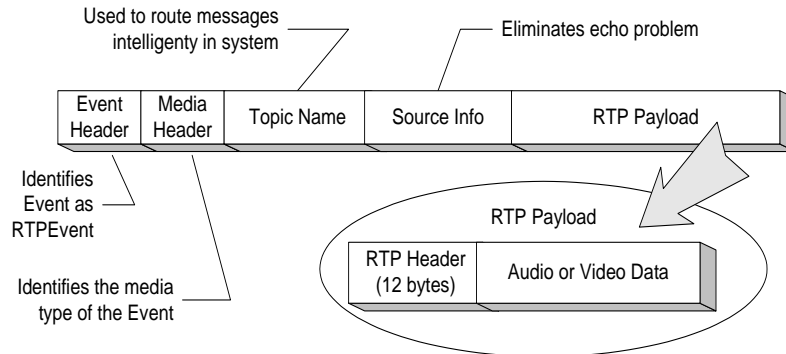 Used to route messages
intelligenty in system
Eliminates echo problem
Event
Header
Media
Header
Topic Name
Source Info
RTP Payload
Identifies
Event as
RTPEvent
RTP Payload
RTP Header
(12 bytes)
Audio or Video Data
Identifies the media
type of the Event